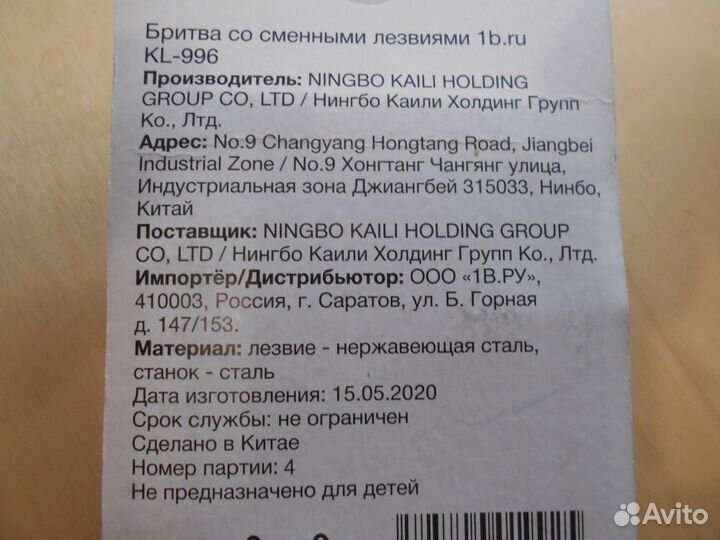 Бритва со сменными лезвиями 1b.ru
KL-996
Производитель: NINGBO KAILI HOLDING
GROUP CO, LTD / Нингбо Каили Холдинг Групп
Ко., Лтд.
Адрес: No.9 Changyang Hongtang Road, Jiangbei
Industrial Zone / No.9 Хонгтанг Чангянг улица,
Индустриальная зона Джиангбей 315033, Нинбо,
Китай
Поставщик: NINGBO KAILI HOLDING GROUP
CO, LTD / Нингбо Каили Холдинг Групп Ко., Лтд.
Импортёр/Дистрибьютор: ООО «1В.РУ»,
410003, Россия, г. Саратов, ул. Б. Горная
д. 147/153.
Материал: лезвие - нержавеющая сталь,
станок - сталь
Дата изготовления: 15.05.2020
Срок службы: не ограничен
Сделано в Китае
Номер партии: 4
Не предназначено для детей
Avito